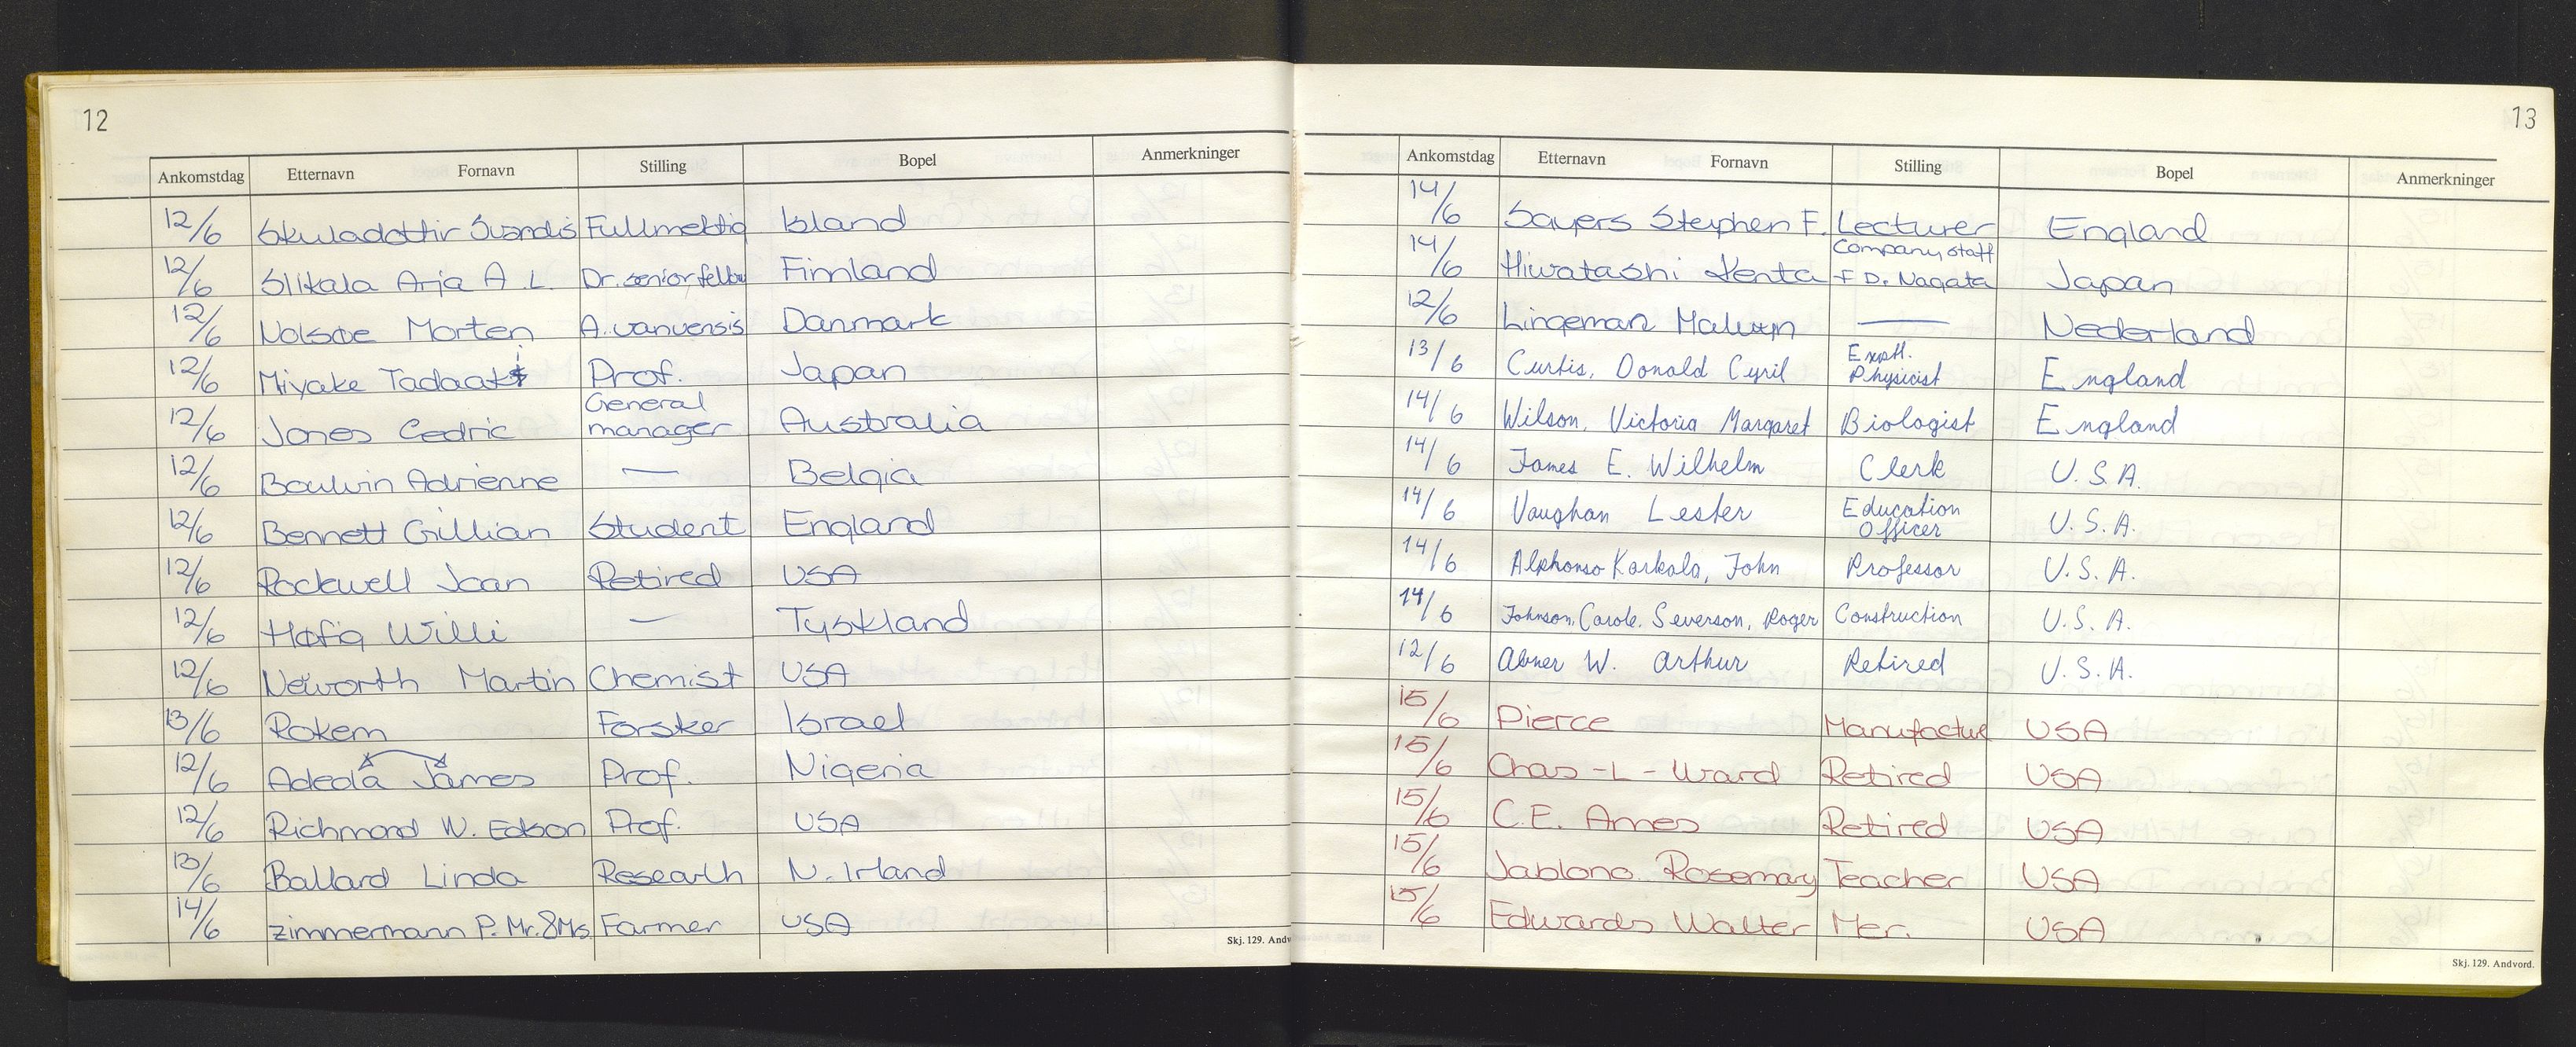 12
Ankomstdag Etternavn Fornavn Stilling Bopel Anmerkninger
12/6 Skuladottir Svandis Fullmektig Island
12/6 Slikala Arja A.L. Dr. senior fellow Finnland
12/6 Nolsøe Morten A.vanvensis Danmark
12/6 Miyake Tadaaki Prof. Japan
12/6 Jones Cedric General manager Australia
12/6 Boulvin Adrienne — Belgia
12/6 Bennett Gillian Student England
12/6 Rockwell Joan Retired USA
12/6 Høfig Willi — Tyskland
12/6 Neworth Martin Chemist USA
13/6 Rokem Forsker Israel
12/6 Adeola James Prof. Nigeria
12/6 Richmond W. Edson Prof. USA
13/6 Ballard Linda Research N. Irland
14/6 Zimmermann P. Mr.&Ms. Farmer USA
Skj. 129. Andv
13
Ankomstdag Etternavn Fornavn Stilling Bopel Anmerkninger
14/6 Sayers Stephen F. Lecturer England
14/6 Hiwatashi Kenta Company staff F D. Nagata Japan
12/6 Lingeman — Nederland
13/6 Curtis, Donald Cyril Exptl. Physicist England
14/6 Wilson, Victoria Margaret Biologist England
14/6 James E. Wilhelm Clerk U.S.A.
14/6 Vaughan Lester Education Officer U.S.A.
14/6 Alphonso Karkala, John Professor U.S.A.
14/6 Johnson, Carole. Severson, Roger Construction U.S.A.
12/6 Abner W. Arthur Retired U.S.A.
15/6 Pierce Manufactur USA
15/6 Chas-L-Ward Retired USA
15/6 C.E. Ames Retired USA
15/6 Jablono. Rosemary Teacher USA
15/6 Edwards Walter Mer. USA
Skj. 129. Andvord.